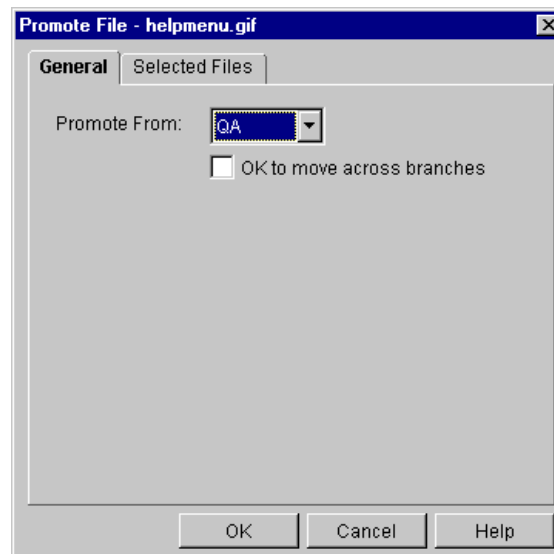 Promote File - helpmenu.gif
General Selected Files
Promote From: QA
OK to move across branches
OK Cancel Help